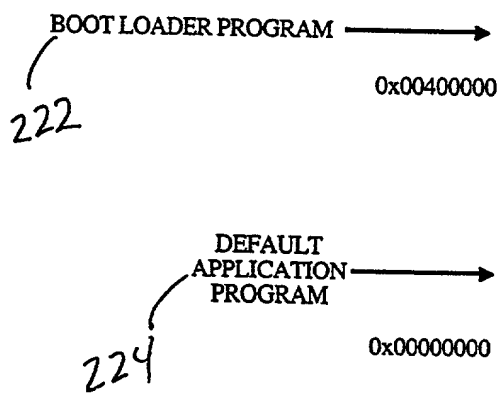 BOOT LOADER PROGRAM
0x00400000
222
DEFAULT
APPLICATION
PROGRAM
0x00000000
224